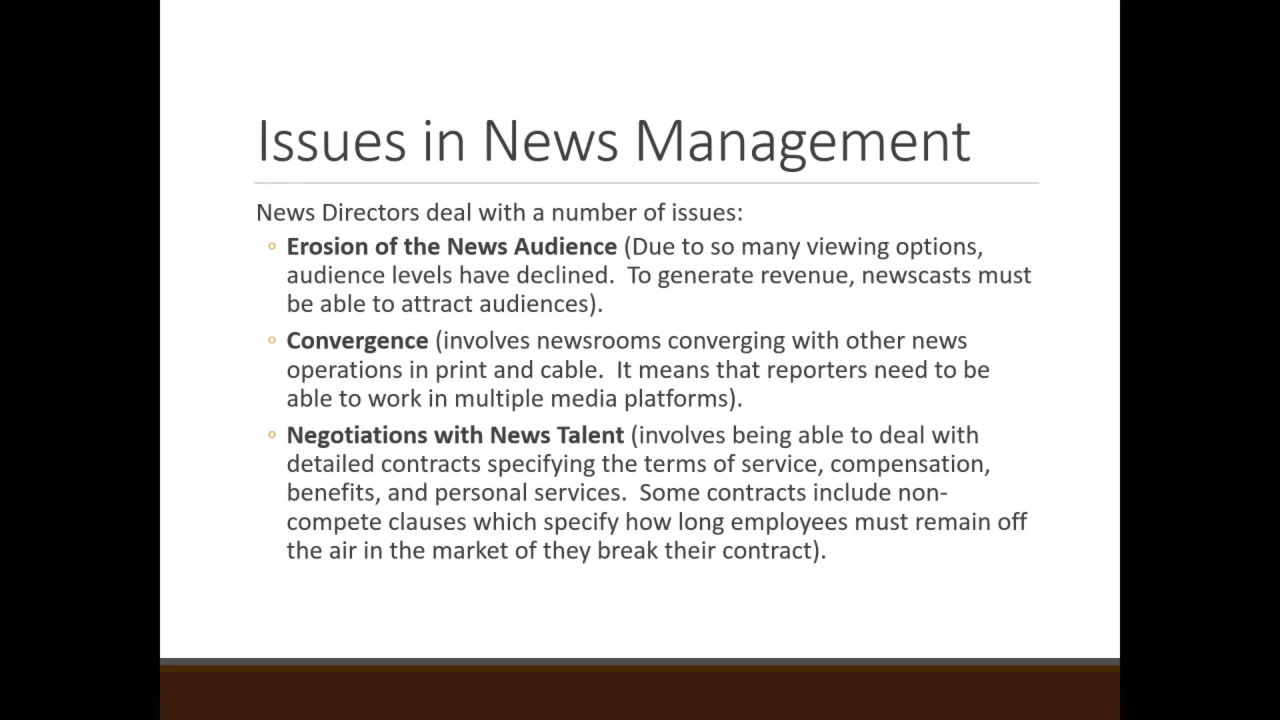 Issues in News Management
News Directors deal with a number of issues:
◦ Erosion of the News Audience (Due to so many viewing options,
audience levels have declined.  To generate revenue, newscasts must
be able to attract audiences).
◦ Convergence (involves newsrooms converging with other news
operations in print and cable.  It means that reporters need to be
able to work in multiple media platforms).
◦ Negotiations with News Talent (involves being able to deal with
detailed contracts specifying the terms of service, compensation,
benefits, and personal services.  Some contracts include non-
compete clauses which specify how long employees must remain off
the air in the market of they break their contract).